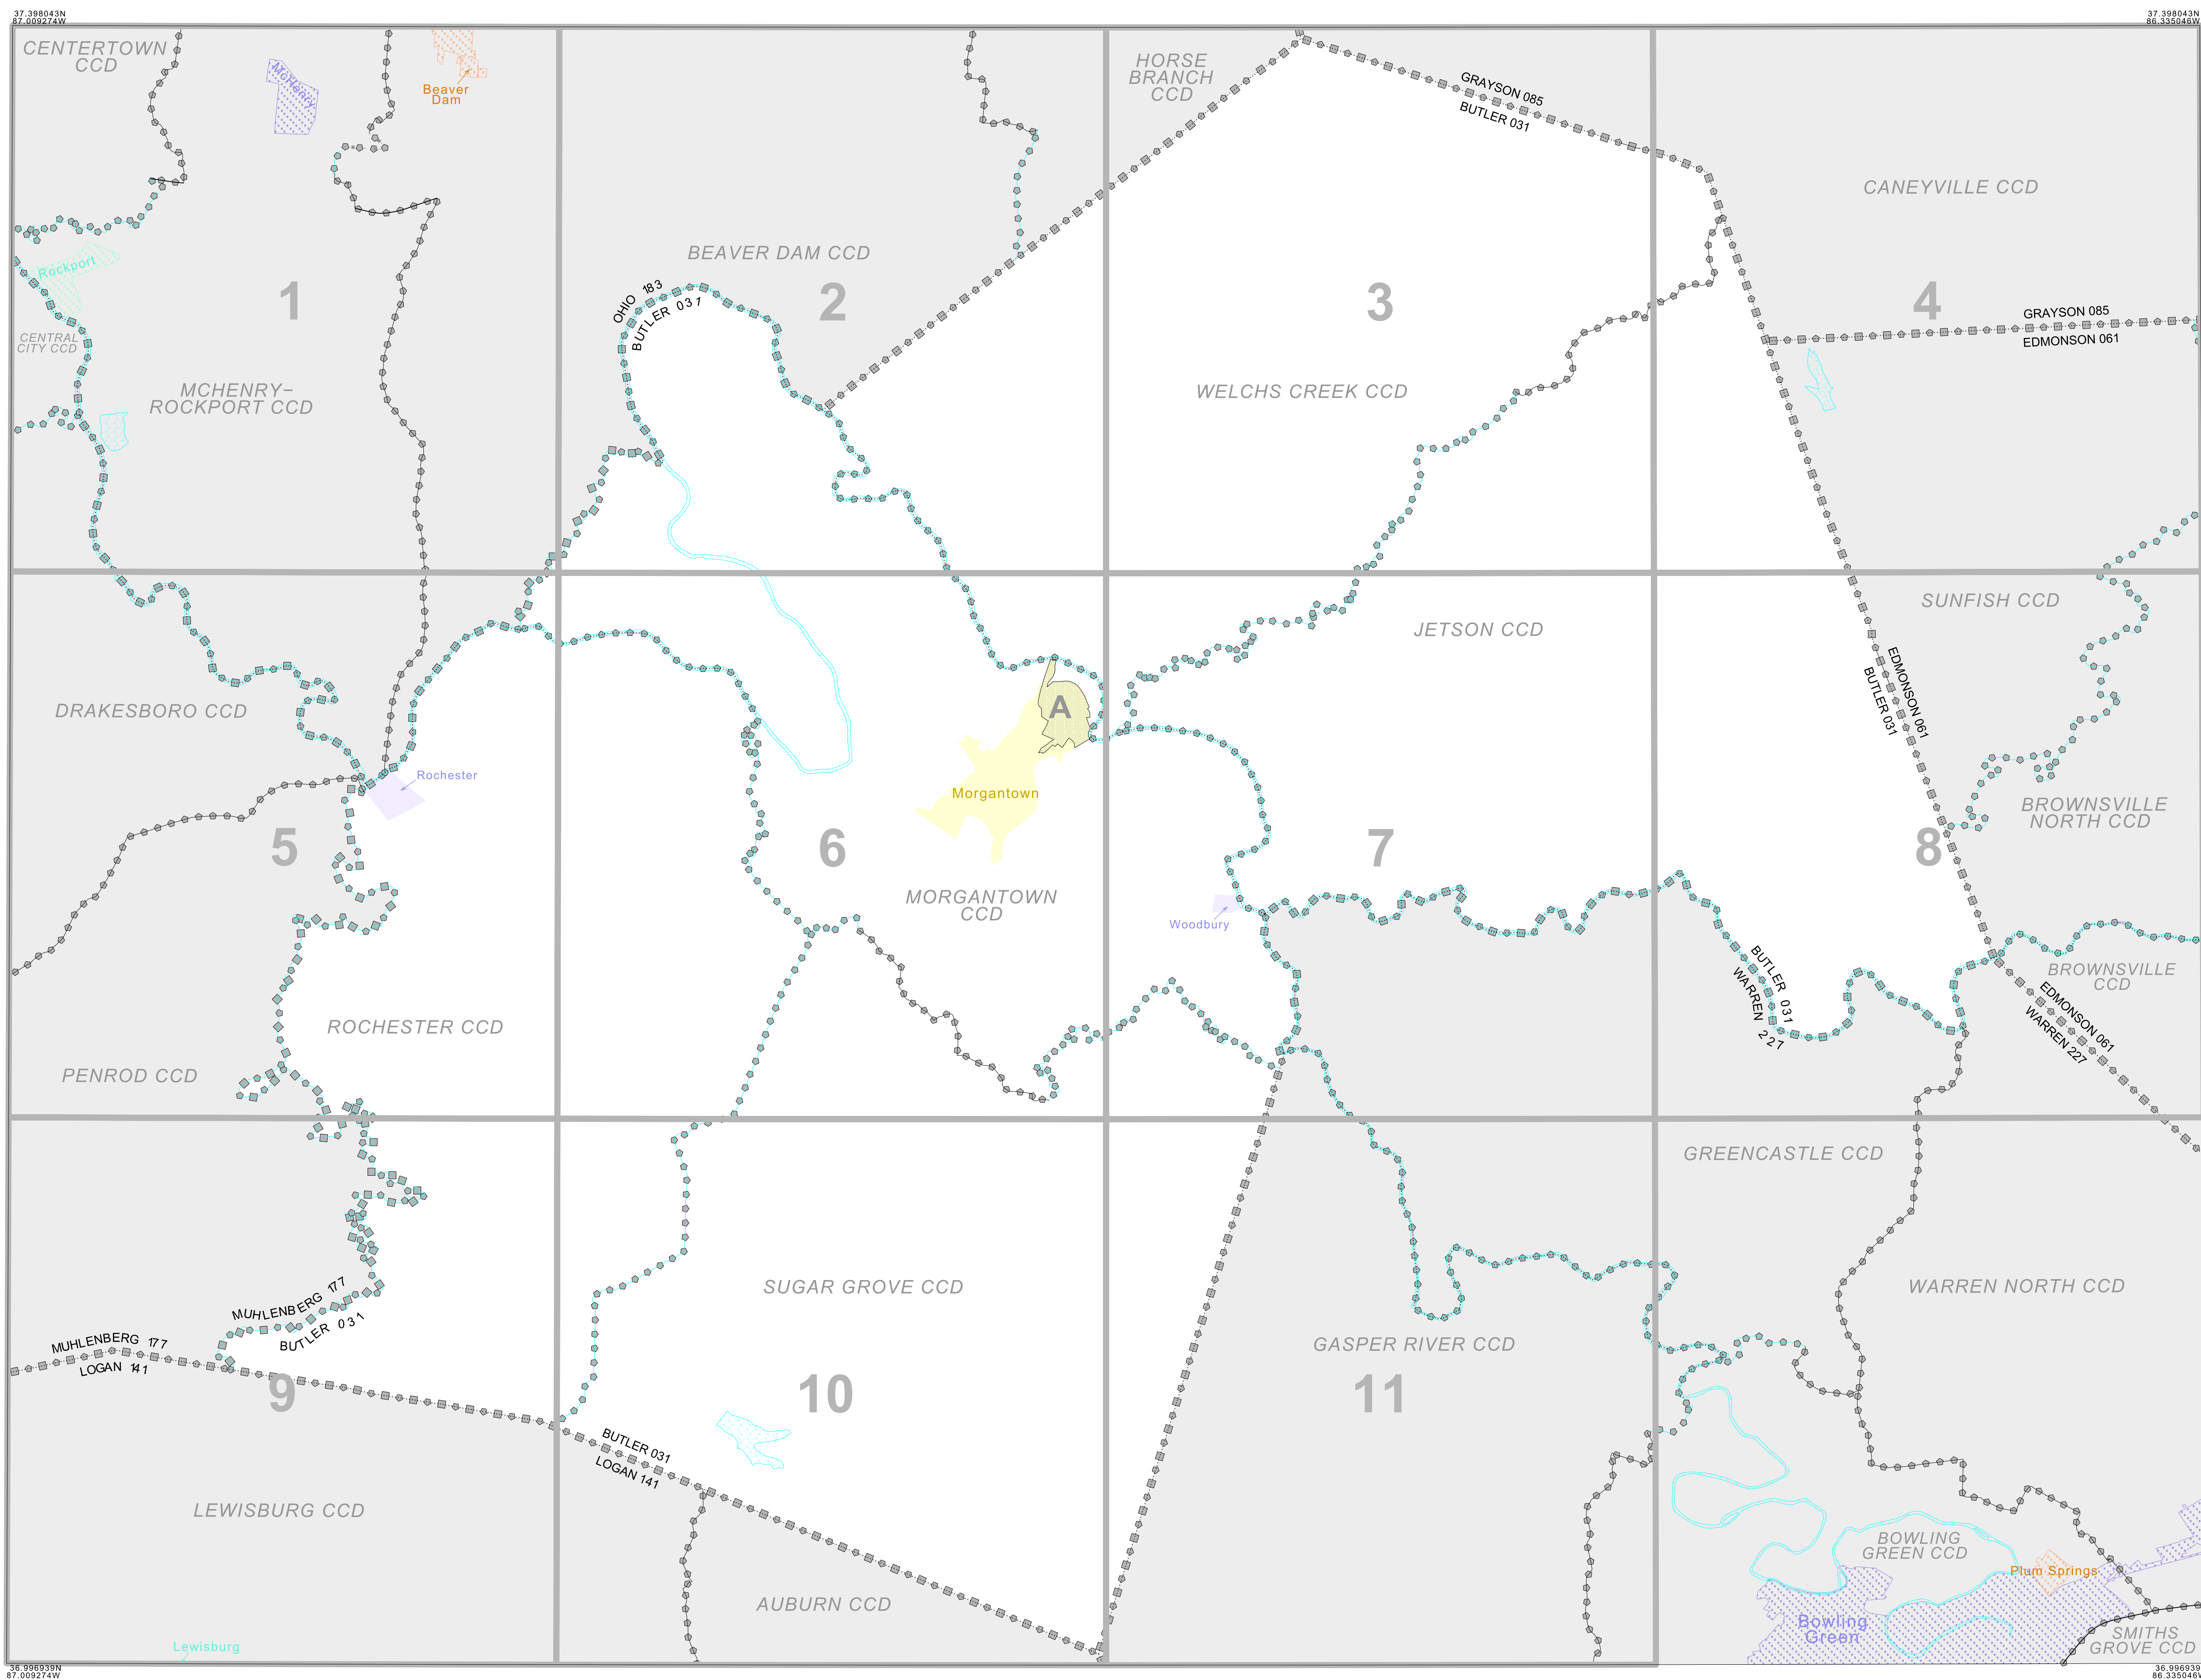 37.398043N
87.009274W
37.398043N
86.335046W
CENTERTOWN
CCD
McHenry
Beaver
Dam
HORSE
BRANCH
CCD
GRAYSON 085
BUTLER 031
CANEYVILLE CCD
BEAVER DAM CCD
Rockport
1
OHIO 183
BUTLER 031
2
3
4
GRAYSON 085
EDMONSON 061
CENTRAL
CITY CCD
MCHENRY-
ROCKPORT CCD
WELCHS CREEK CCD
SUNFISH CCD
JETSON CCD
EDMONSON 061
BUTLER 031
DRAKESBORO CCD
A
Rochester
Morgantown
BROWNSVILLE
NORTH CCD
5
6
7
8
MORGANTOWN
CCD
Woodbury
BROWNSVILLE
CCD
BUTLER 031
WARREN 227
EDMONSON 061
WARREN 227
ROCHESTER CCD
PENROD CCD
GREENCASTLE CCD
SUGAR GROVE CCD
WARREN NORTH CCD
MUHLENBERG 177
BUTLER 031
MUHLENBERG 177
LOGAN 141
GASPER RIVER CCD
9
10
11
BUTLER 031
LOGAN 141
LEWISBURG CCD
BOWLING
GREEN CCD
Plum Springs
AUBURN CCD
Bowling
Green
SMITHS
GROVE CCD
Lewisburg
36.996939N
87.009274W
36.996939N
86.335046W